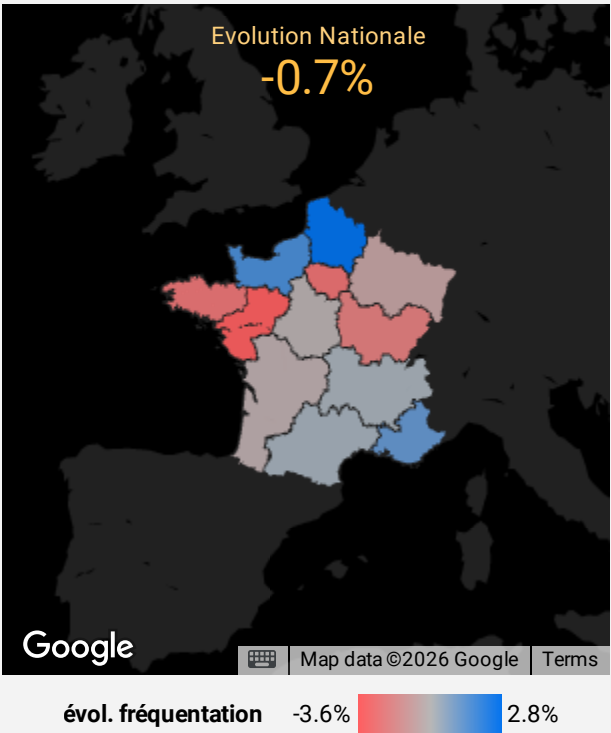 Evolution Nationale
-0.7%
Google
Map data ©2026 Google
Terms
évol. fréquentation -3.6% 2.8%